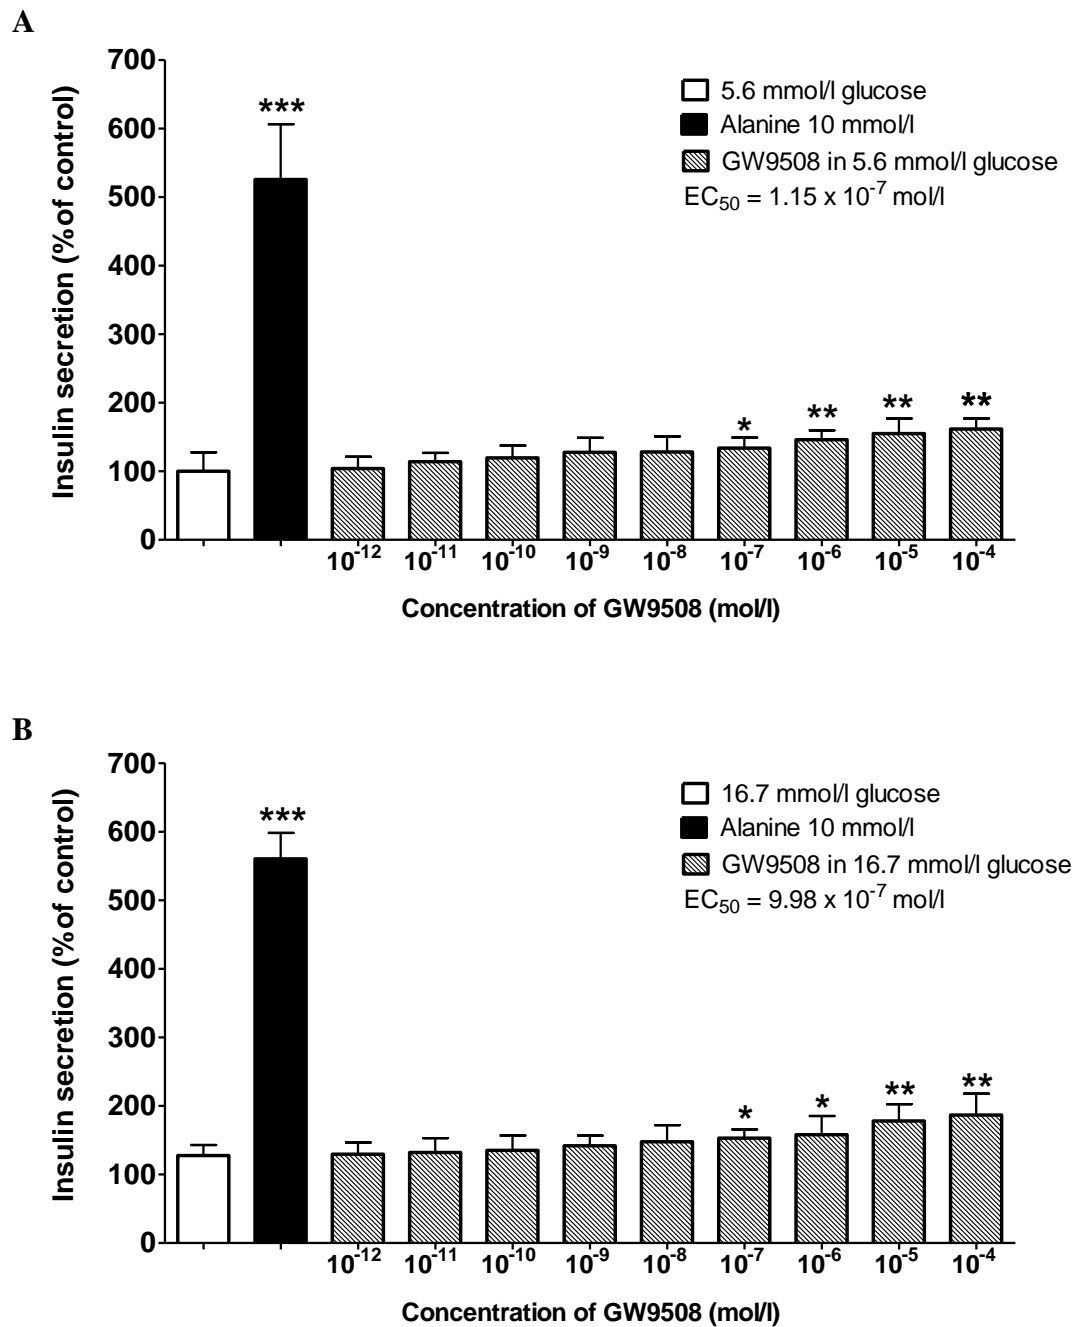 A
700
600
500
400
300
200
100
0
Insulin secretion (% of control)
***
*
**
**
**
5.6 mmol/l glucose
Alanine 10 mmol/l
GW9508 in 5.6 mmol/l glucose
EC50 = 1.15 x 10-7 mol/l
10-12 10-11 10-10 10-9 10-8 10-7 10-6 10-5 10-4
Concentration of GW9508 (mol/l)
B
700
600
500
400
300
200
100
0
Insulin secretion (% of control)
***
*
*
**
**
16.7 mmol/l glucose
Alanine 10 mmol/l
GW9508 in 16.7 mmol/l glucose
EC50 = 9.98 x 10-7 mol/l
10-12 10-11 10-10 10-9 10-8 10-7 10-6 10-5 10-4
Concentration of GW9508 (mol/l)